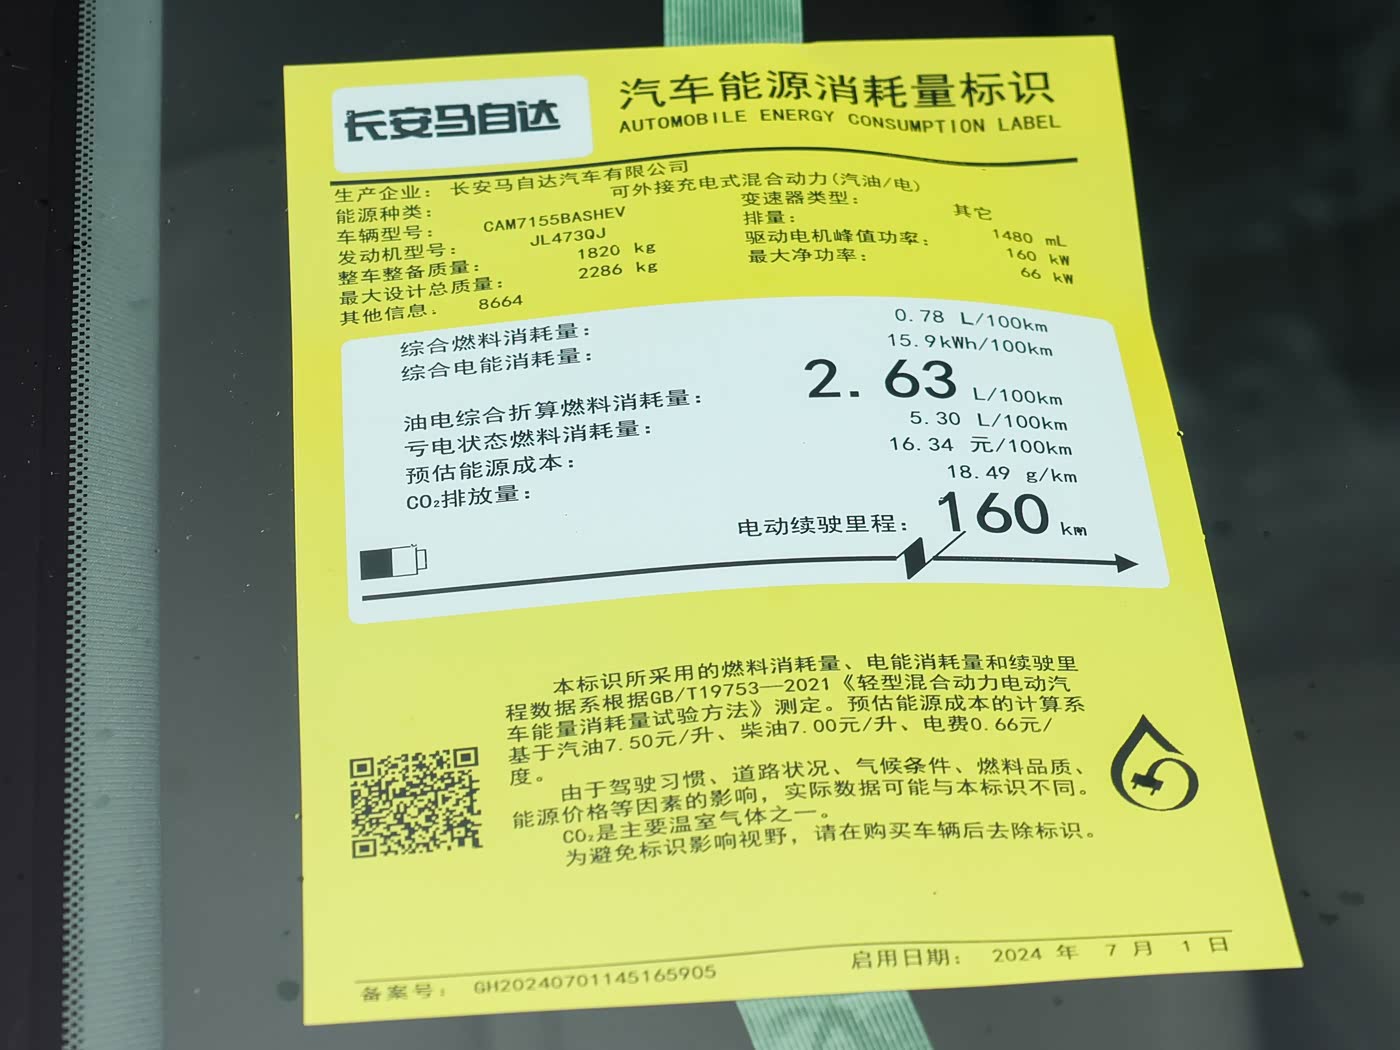 长安马自达
汽车能源消耗量标识
AUTOMOBILE ENERGY CONSUMPTION LABEL
生产企业: 长安马自达汽车有限公司
能源种类: 可外接充电式混合动力(汽油/电)
车辆型号: CAM7155BASHEV 变速器类型: 其它
发动机型号: JL473QJ 排量: 1480 mL
整车整备质量: 1820 kg 驱动电机峰值功率: 160 kW
最大设计总质量: 2286 kg 最大净功率: 66 kW
其他信息: 8664
综合燃料消耗量: 0.78 L/100km
综合电能消耗量: 15.9kWh/100km
油电综合折算燃料消耗量: 2.63 L/100km
亏电状态燃料消耗量: 5.30 L/100km
预估能源成本: 16.34 元/100km
CO₂排放量: 18.49 g/km
电动续驶里程: 160 km
本标识所采用的燃料消耗量、电能消耗量和续驶里
程数据系根据GB/T19753—2021《轻型混合动力电动汽
车能量消耗量试验方法》测定。预估能源成本的计算系
基于汽油7.50元/升、柴油7.00元/升、电费0.66元/
度。
由于驾驶习惯、道路状况、气候条件、燃料品质、
能源价格等因素的影响,实际数据可能与本标识不同。
CO₂是主要温室气体之一。
为避免标识影响视野,请在购买车辆后去除标识。
备案号: GH20240701145165905 启用日期: 2024 年 7 月 1 日